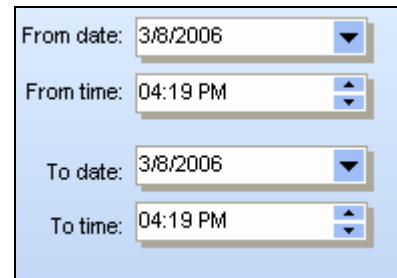 From date: 3/8/2006
From time: 04:19 PM
To date: 3/8/2006
To time: 04:19 PM